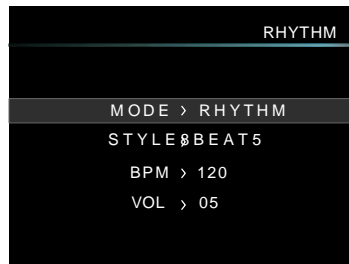 RHYTHM
MODE > RHYTHM
STYLE > 8BEAT5
BPM > 120
VOL > 05